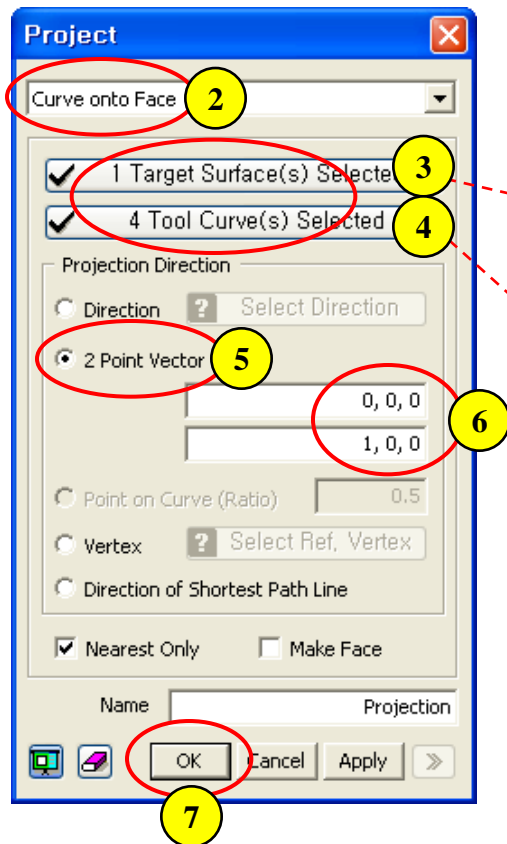 Project
Curve onto Face 2
1 Target Surface(s) Selecte 3
4 Tool Curve(s) Selected 4
Projection Direction
Direction ? Select Direction
2 Point Vector 5
0, 0, 0
6
1, 0, 0
Point on Curve (Ratio) 0.5
Vertex ? Select Ref, Vertex
Direction of Shortest Path Line
Nearest Only Make Face
Name Projection
OK Cancel Apply >>
7